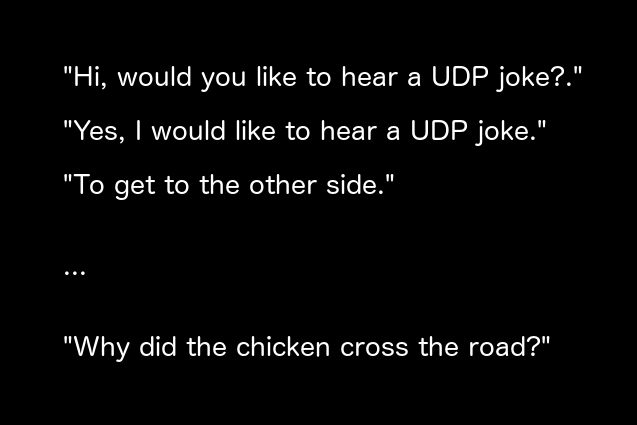 "Hi, would you like to hear a UDP joke?."
"Yes, I would like to hear a UDP joke."
"To get to the other side."
...
"Why did the chicken cross the road?"